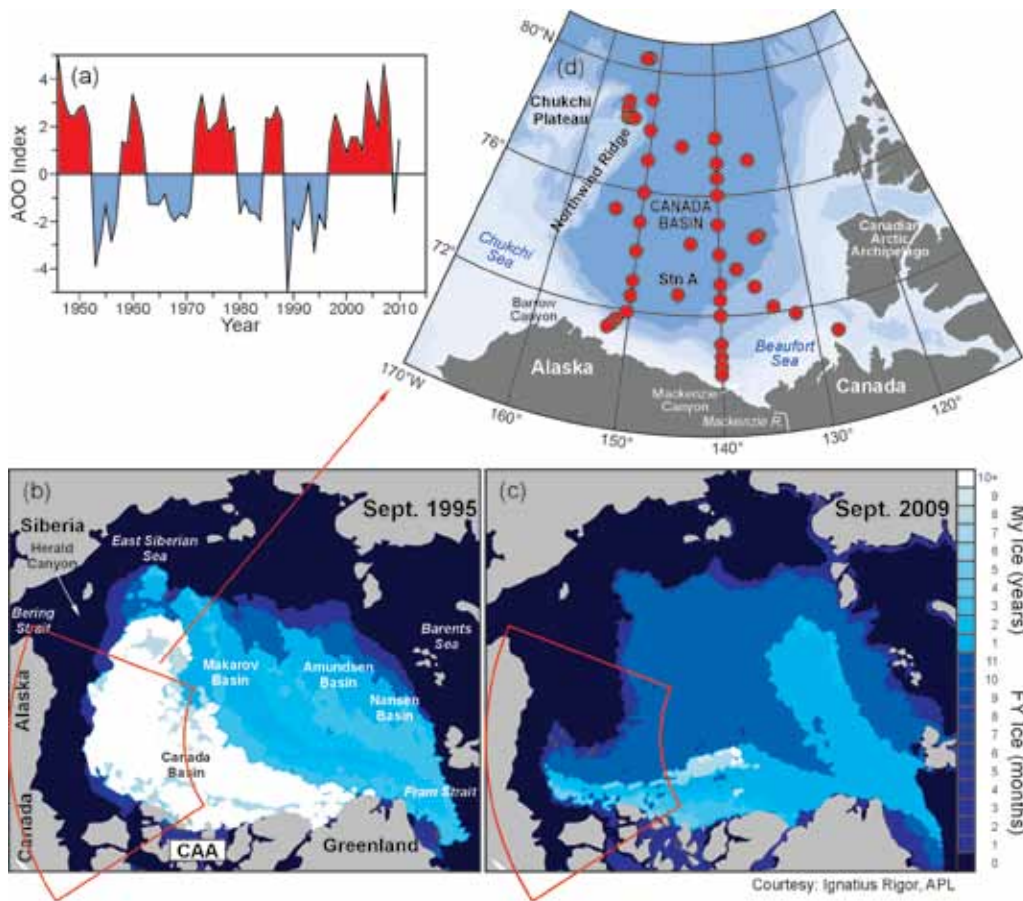 (a)
AOO Index
4
2
0
-2
-4
1950 1960 1970 1980 1990 2000 2010
Year
80°N
(d)
Chukchi
Plateau
76°
Northwind Ridge
CANADA
BASIN
Canadian
Arctic
Archipelago
Chukchi
Sea
72°
Stn A
Barrow
Canyon
Beaufort
Sea
Alaska
Canada
170°W
Mackenzie
Canyon
Mackenzie R.
160°
150°
140°
130°
120°
(b)
Sept. 1995
Siberia
Herald
Canyon
East Siberian
Sea
Bering
Strait
Barents
Sea
Makarov
Basin
Amundsen
Basin
Nansen
Basin
Alaska
Canada
Basin
Fram Strait
Canada
CAA
Greenland
(c)
Sept. 2009
10+
9
8
7
6
5
4
3
2
1
11
10
9
8
7
6
5
4
3
2
1
0
My Ice (years)
FY Ice (months)
Courtesy: Ignatius Rigor, APL